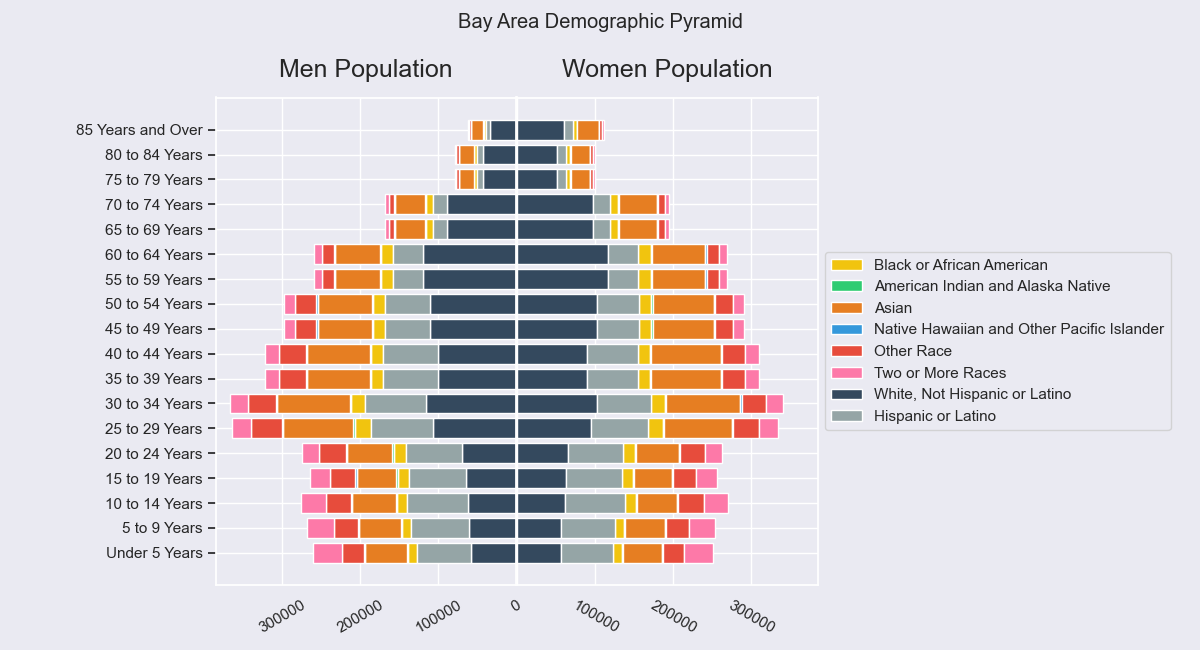 Bay Area Demographic Pyramid
Men Population
Women Population
85 Years and Over
80 to 84 Years
75 to 79 Years
70 to 74 Years
65 to 69 Years
60 to 64 Years
55 to 59 Years
50 to 54 Years
45 to 49 Years
40 to 44 Years
35 to 39 Years
30 to 34 Years
25 to 29 Years
20 to 24 Years
15 to 19 Years
10 to 14 Years
5 to 9 Years
Under 5 Years
300000
200000
100000
0
100000
200000
300000
Black or African American
American Indian and Alaska Native
Asian
Native Hawaiian and Other Pacific Islander
Other Race
Two or More Races
White, Not Hispanic or Latino
Hispanic or Latino